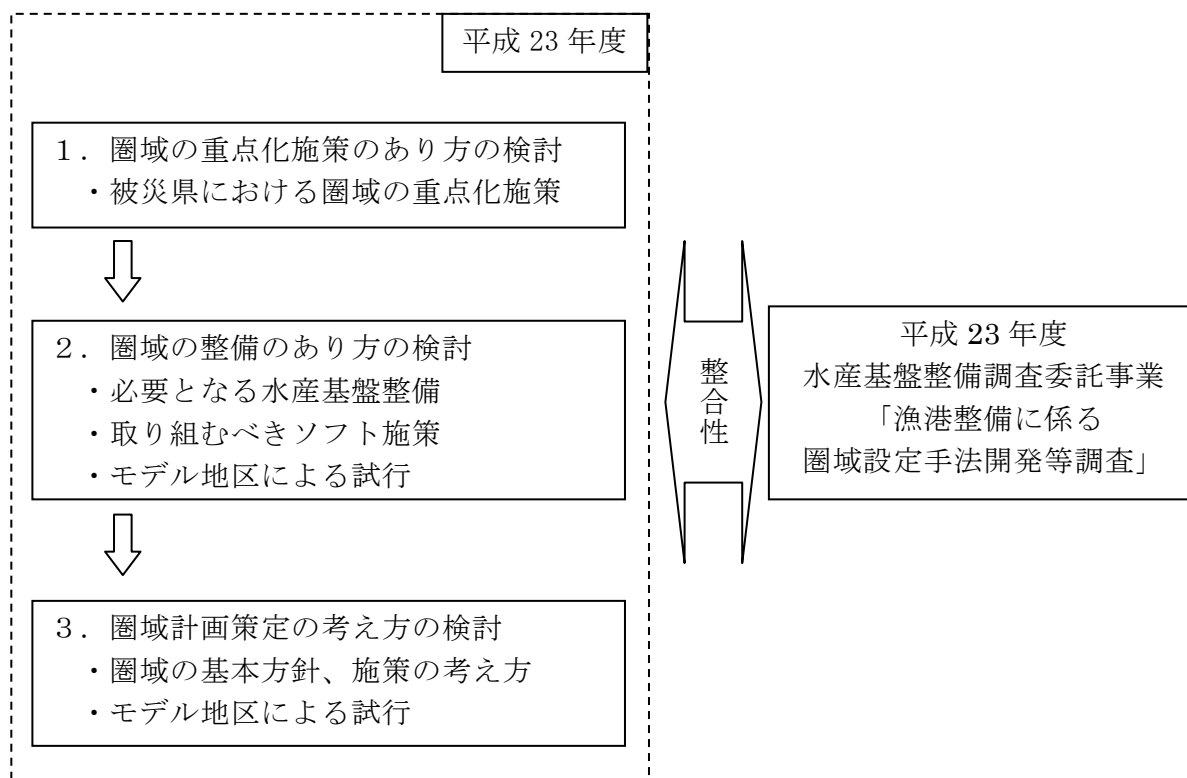 平成 23 年度
１．圏域の重点化施策のあり方の検討
・被災県における圏域の重点化施策
２．圏域の整備のあり方の検討
・必要となる水産基盤整備
・取り組むべきソフト施策
・モデル地区による試行
３．圏域計画策定の考え方の検討
・圏域の基本方針、施策の考え方
・モデル地区による試行
整合性
平成 23 年度
水産基盤整備調査委託事業
「漁港整備に係る
圏域設定手法開発等調査」